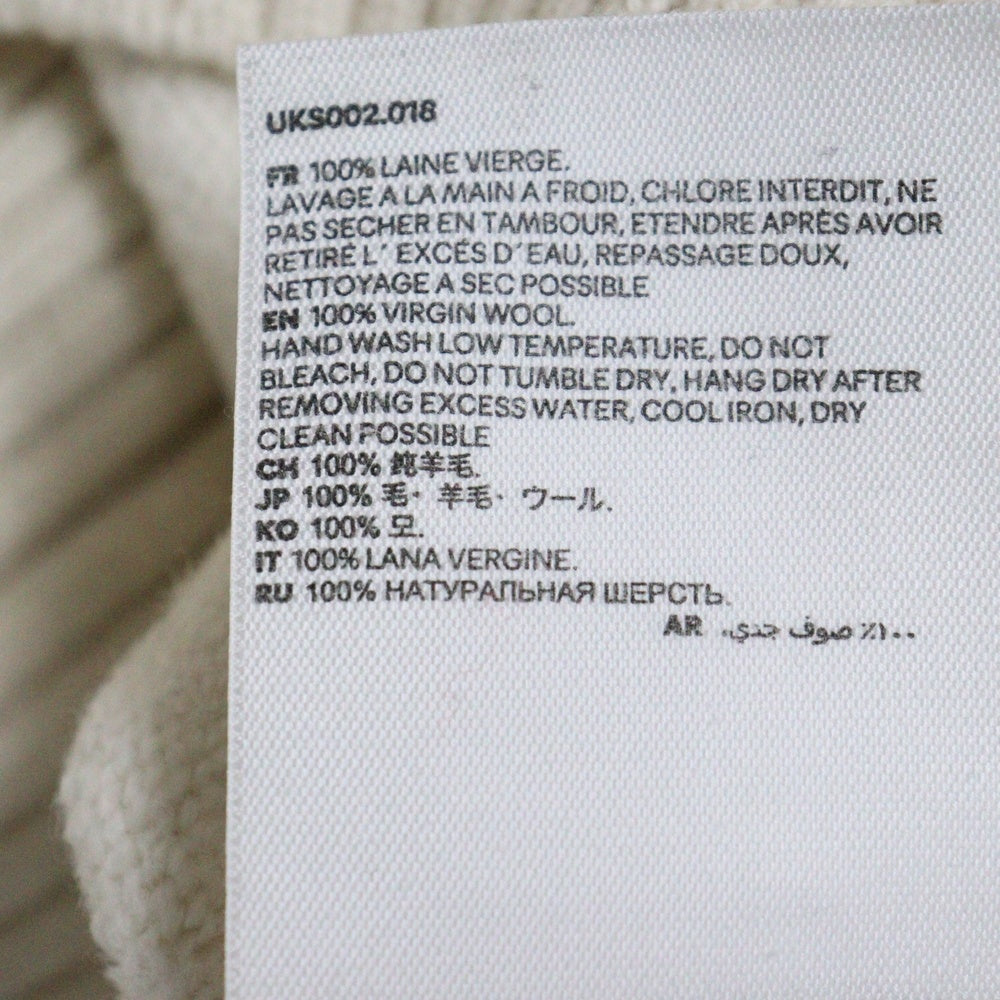 UKS002.018
FR 100% LAINE VIERGE.
LAVAGE A LA MAIN A FROID, CHLORE INTERDIT, NE
PAS SECHER EN TAMBOUR, ETENDRE APRÈS AVOIR
RETIRÉ L' EXCÉS D'EAU, REPASSAGE DOUX,
NETTOYAGE A SEC POSSIBLE
EN 100% VIRGIN WOOL.
HAND WASH LOW TEMPERATURE, DO NOT
BLEACH, DO NOT TUMBLE DRY, HANG DRY AFTER
REMOVING EXCESS WATER, COOL IRON, DRY
CLEAN POSSIBLE
CH 100% 純羊毛.
JP 100% 毛· 羊毛· ウール.
KO 100% 모.
IT 100% LANA VERGINE.
RU 100% НАТУРАПЬНАЯ ШЕРСТЬ.
AR ١٠٠٪ صوف جدي.